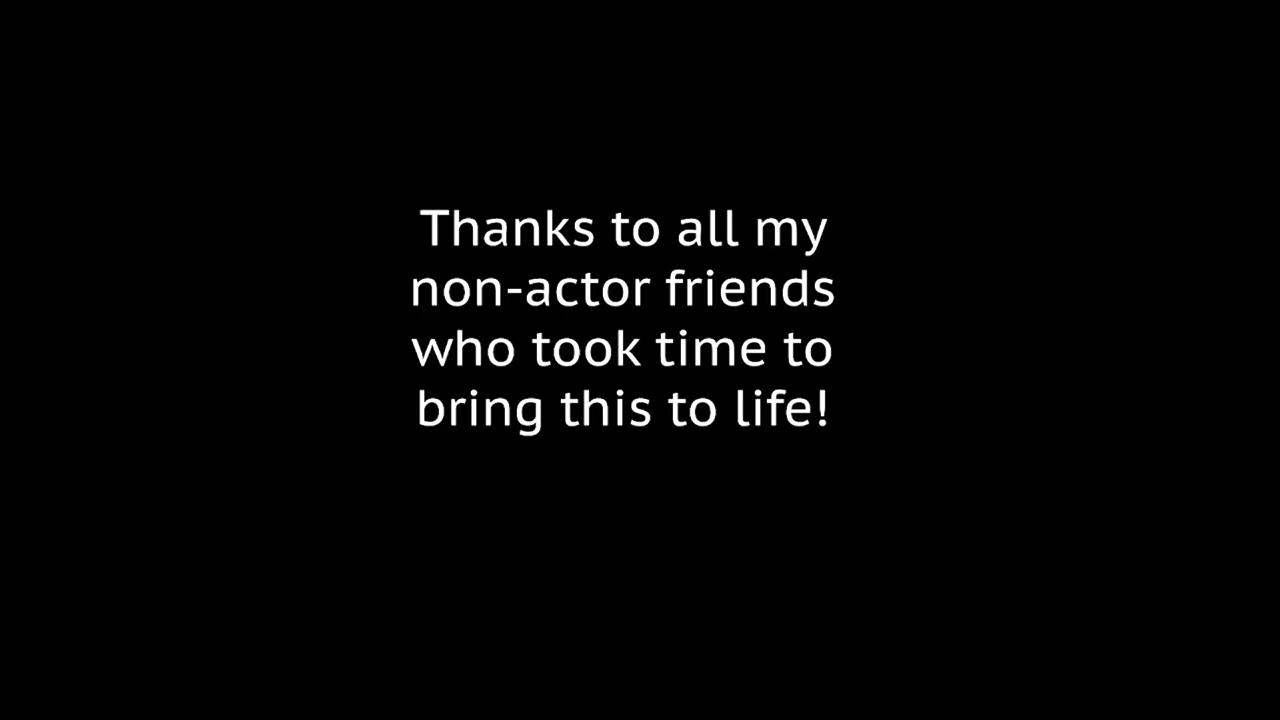 Thanks to all my
non-actor friends
who took time to
bring this to life!